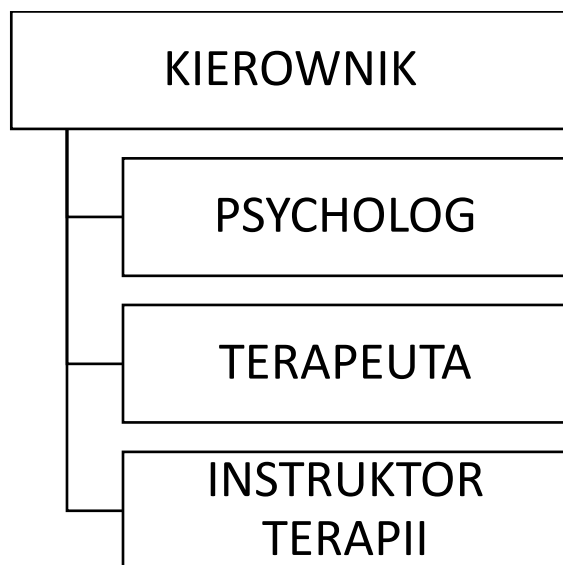 KIEROWNIK
PSYCHOLOG
TERAPEUTA
INSTRUKTOR
TERAPII